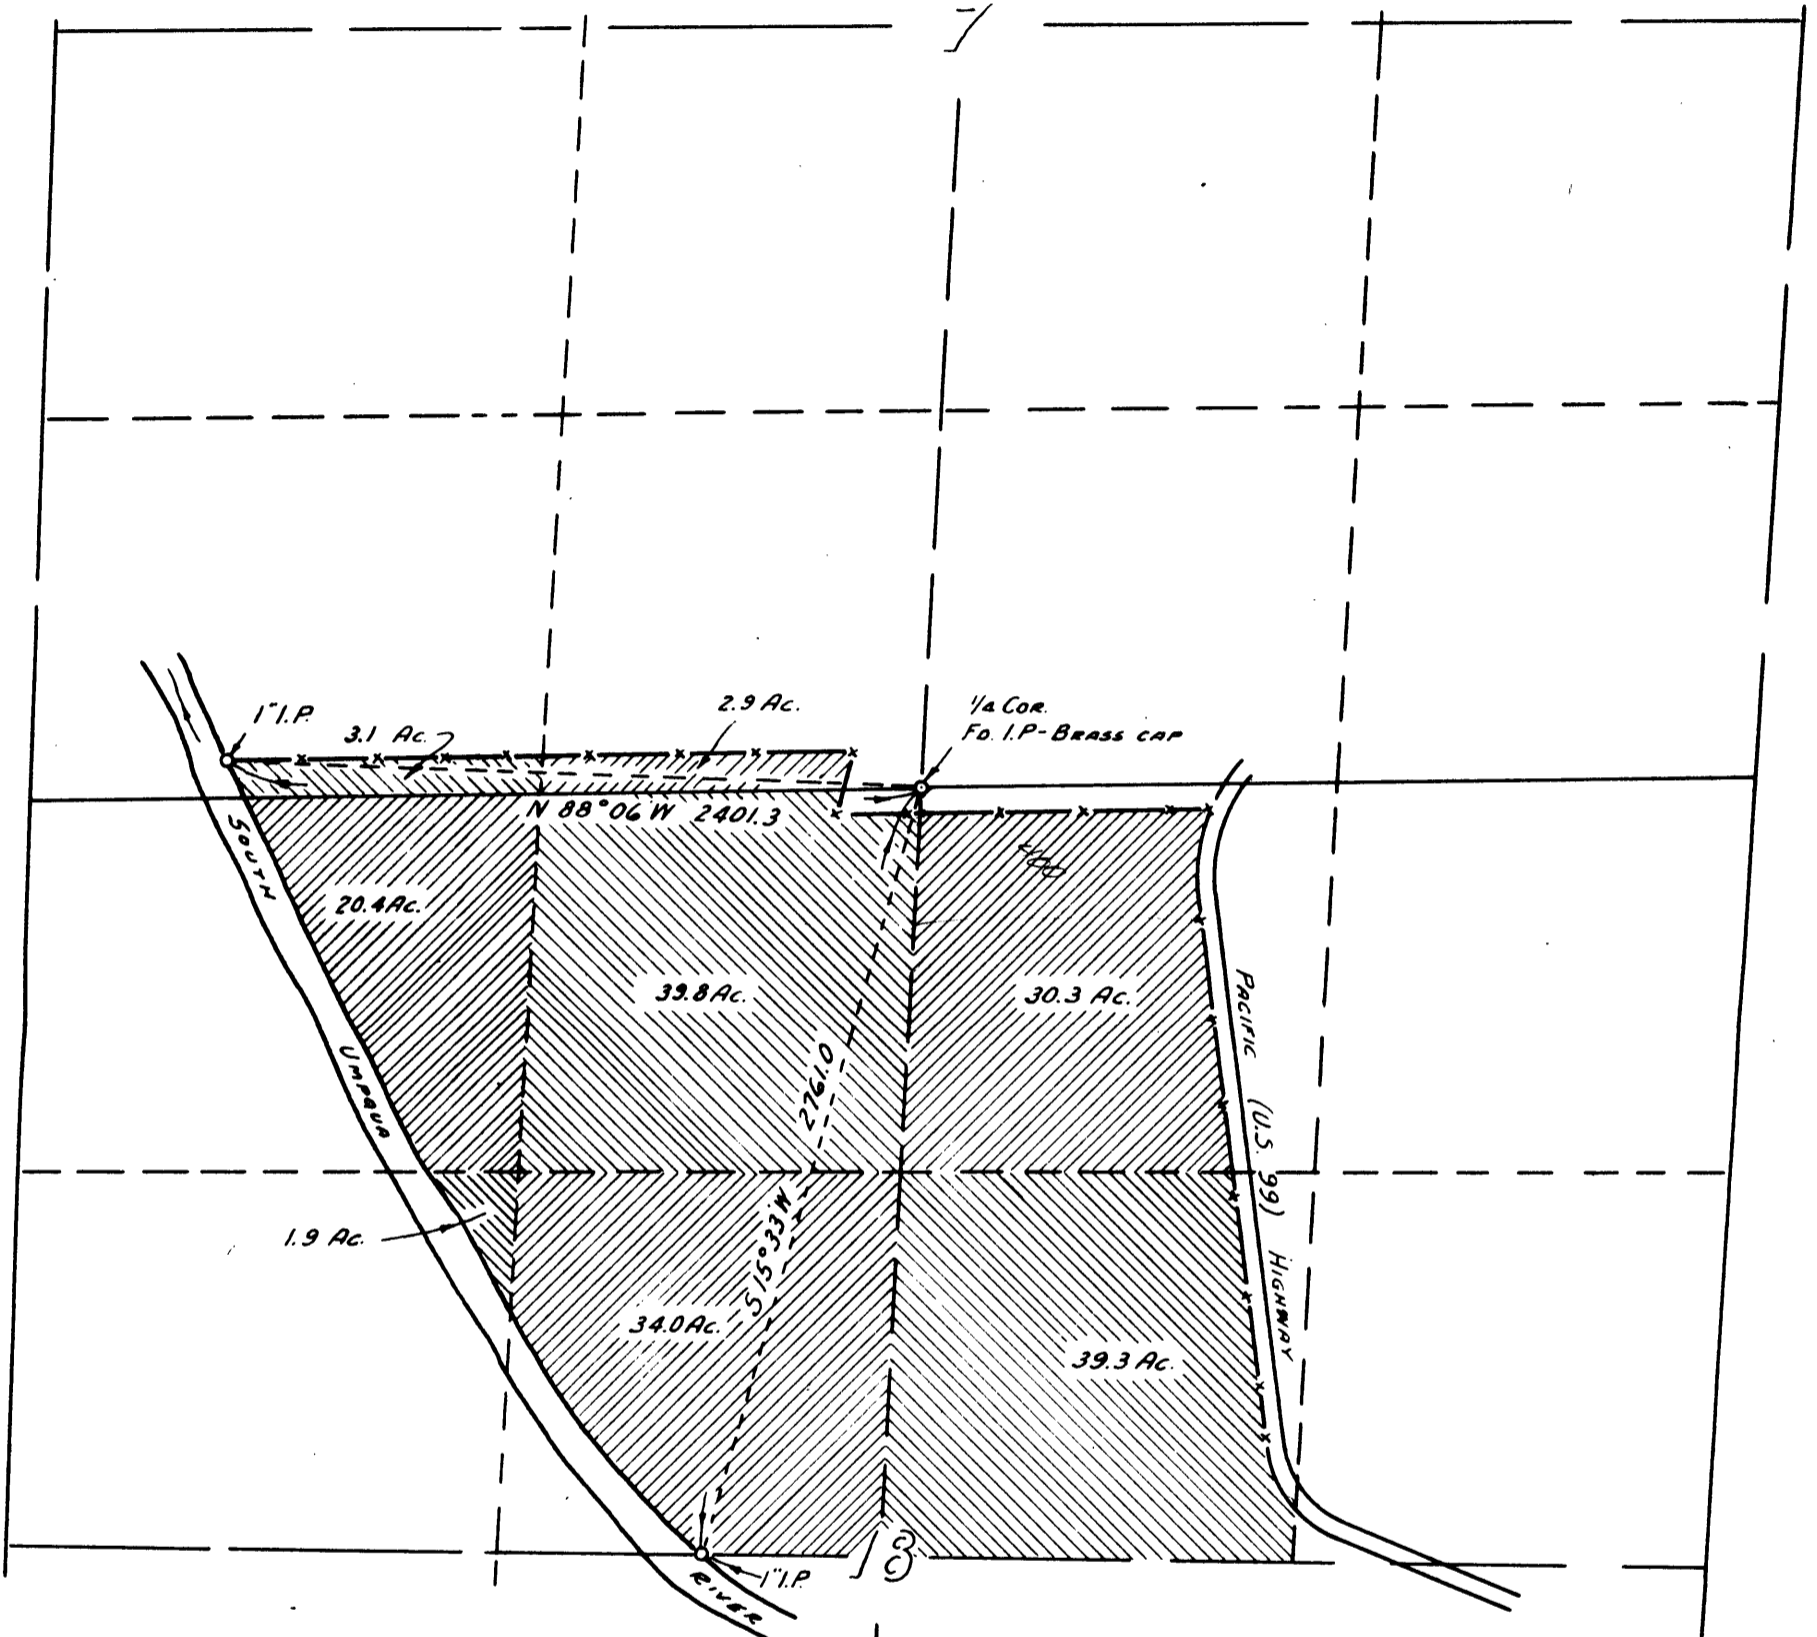 7
1" I.P.
3.1 Ac.
2.9 Ac.
1/4 COR.
FD. I.P - BRASS CAP
N 88°06'W 2401.3
SOUTH
20.4 Ac.
39.8 Ac.
30.3 Ac.
PACIFIC (U.S. 99) HIGHWAY
UMPQUA
2761.0
S 15°33'W
1.9 Ac.
34.0 Ac.
39.3 Ac.
18
1" I.P.
RIVER